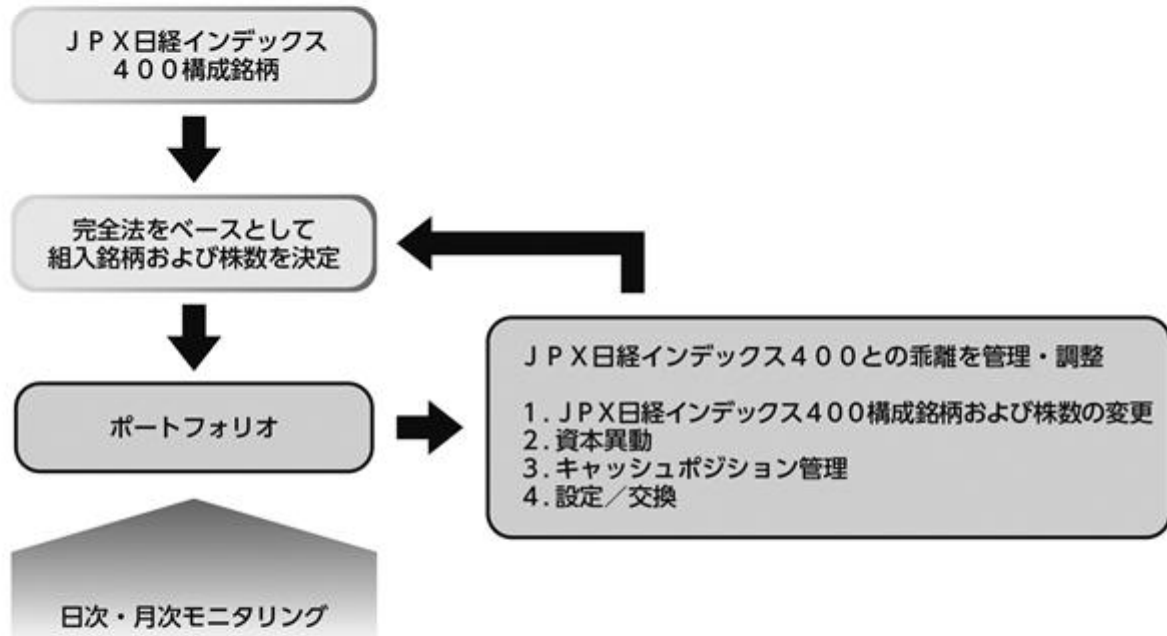 ＪＰＸ日経インデックス
４００構成銘柄
完全法をベースとして
組入銘柄および株数を決定
ポートフォリオ
ＪＰＸ日経インデックス４００との乖離を管理・調整
１．ＪＰＸ日経インデックス４００構成銘柄および株数の変更
２．資本異動
３．キャッシュポジション管理
４．設定／交換
日次・月次モニタリング